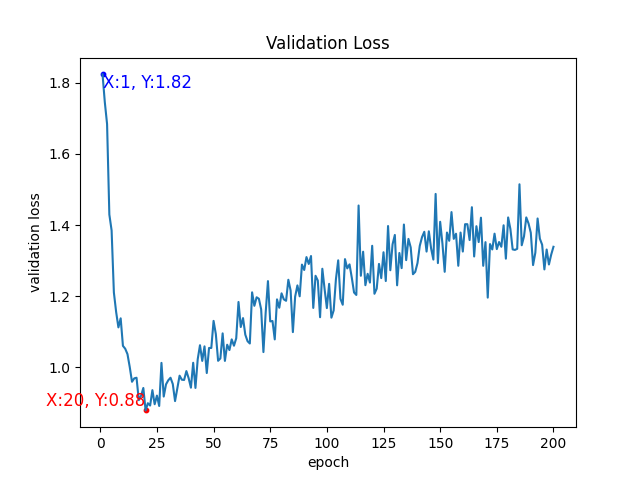 Validation Loss
X:1, Y:1.82
X:20, Y:0.88
validation loss
1.8
1.6
1.4
1.2
1.0
0 25 50 75 100 125 150 175 200
epoch